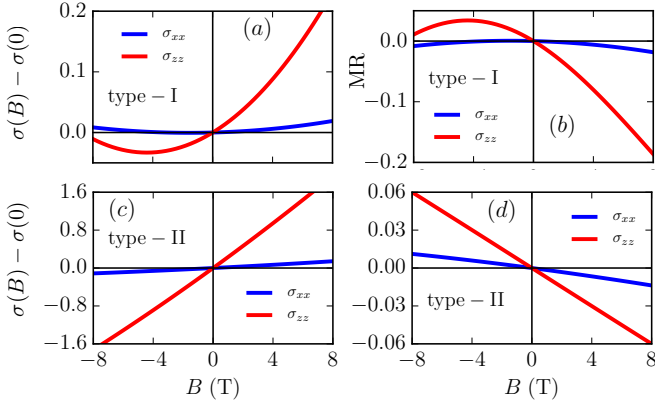 σ(B) − σ(0)
0.2
0.1
0.0
σxx
σzz
(a)
type − I
MR
0.0
−0.1
−0.2
type − I
σxx
σzz
(b)
σ(B) − σ(0)
1.6
0.8
0.0
−0.8
−1.6
(c)
type − II
σxx
σzz
−8 −4 0 4 8
B (T)
0.06
0.03
0.00
−0.03
−0.06
(d)
σxx
σzz
type − II
−8 −4 0 4 8
B (T)